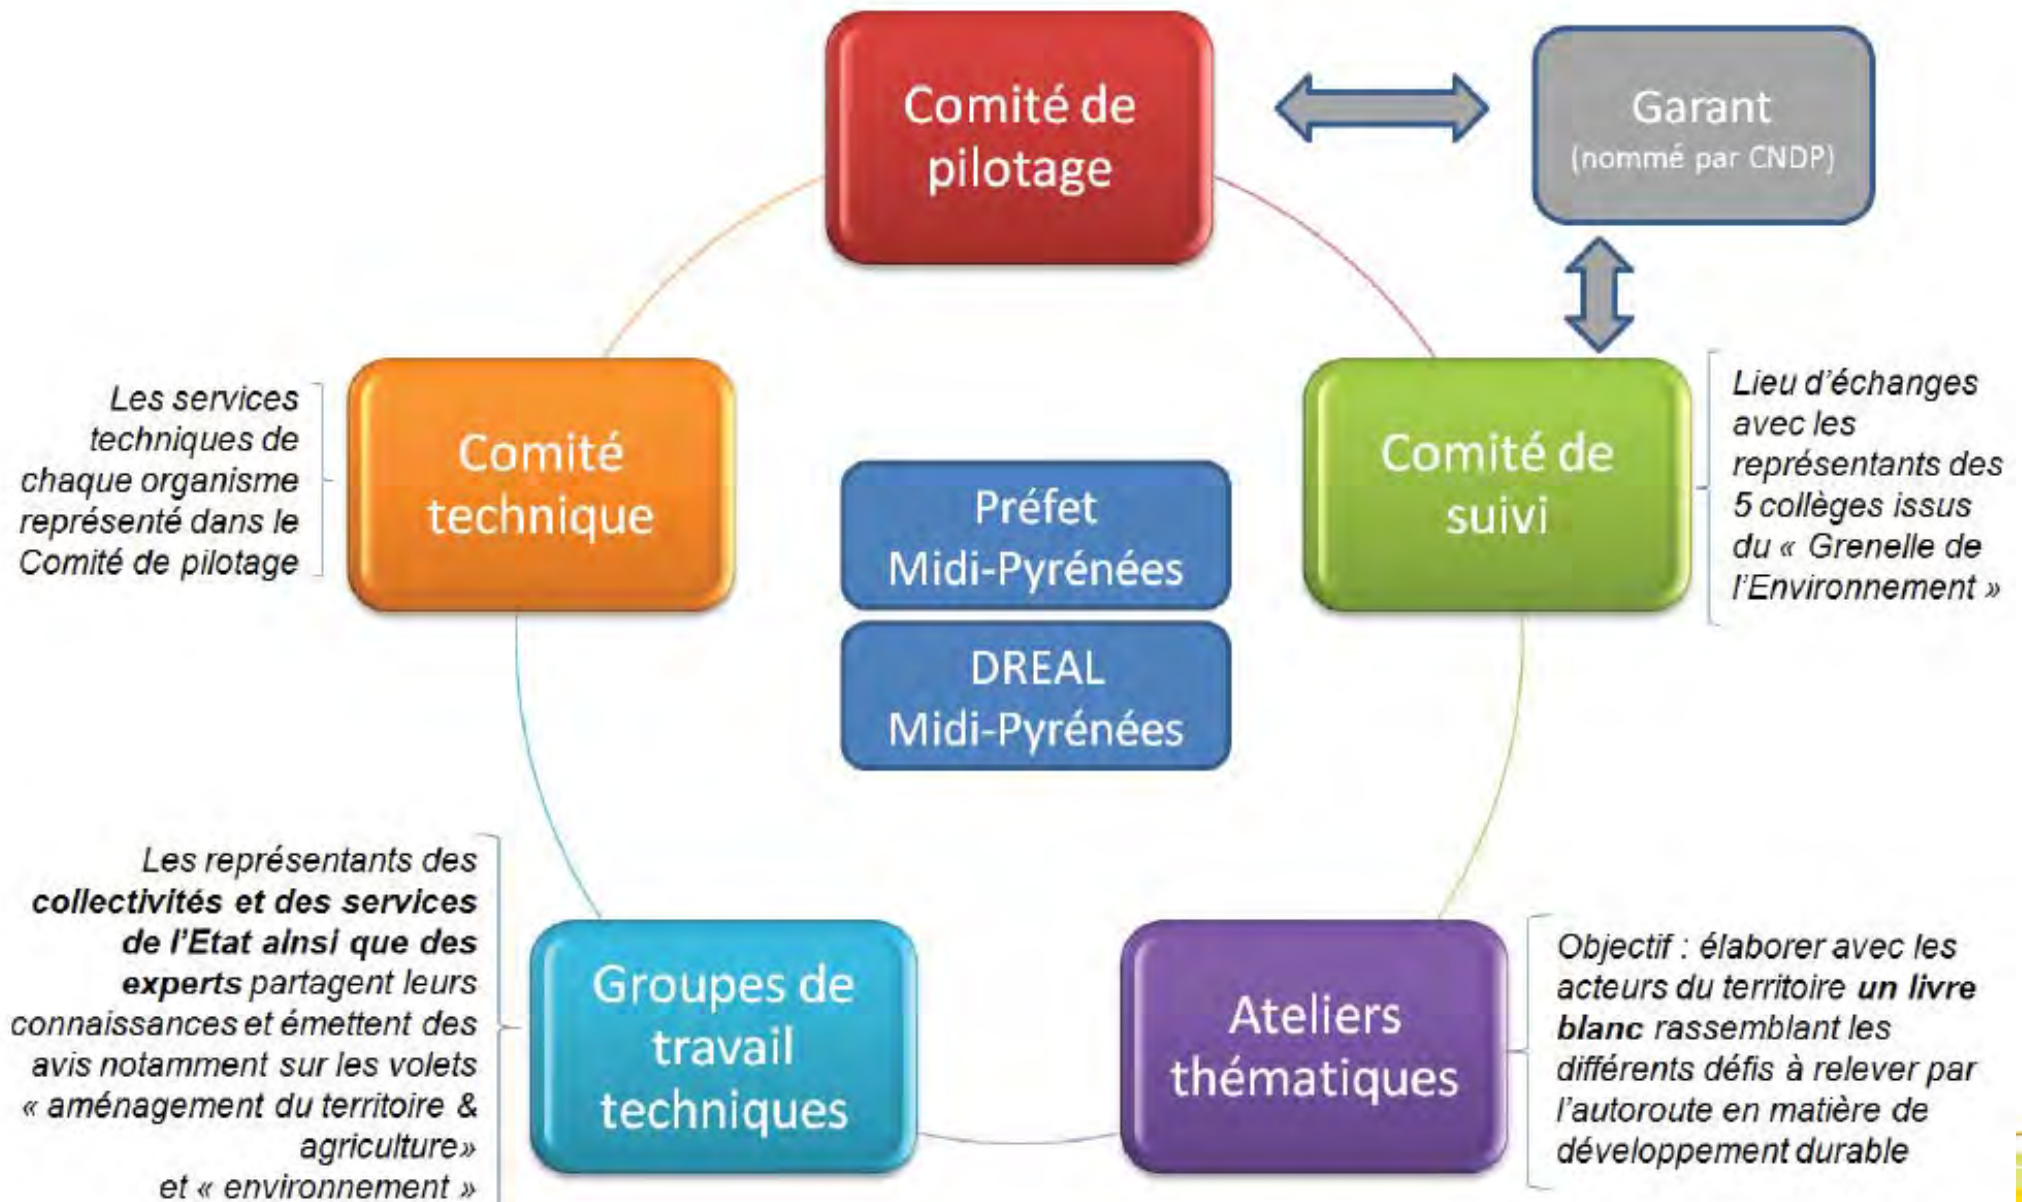 Comité de
pilotage
Garant
(nommé par CNDP)
Les services
techniques de
chaque organisme
représenté dans le
Comité de pilotage
Comité
technique
Préfet
Midi-Pyrénées
DREAL
Midi-Pyrénées
Comité de
suivi
Lieu d'échanges
avec les
représentants des
5 collèges issus
du « Grenelle de
l'Environnement »
Les représentants des
collectivités et des services
de l'Etat ainsi que des
experts partagent leurs
connaissances et émettent des
avis notamment sur les volets
« aménagement du territoire &
agriculture»
et « environnement »
Groupes de
travail
techniques
Ateliers
thématiques
Objectif : élaborer avec les
acteurs du territoire un livre
blanc rassemblant les
différents défis à relever par
l'autoroute en matière de
développement durable